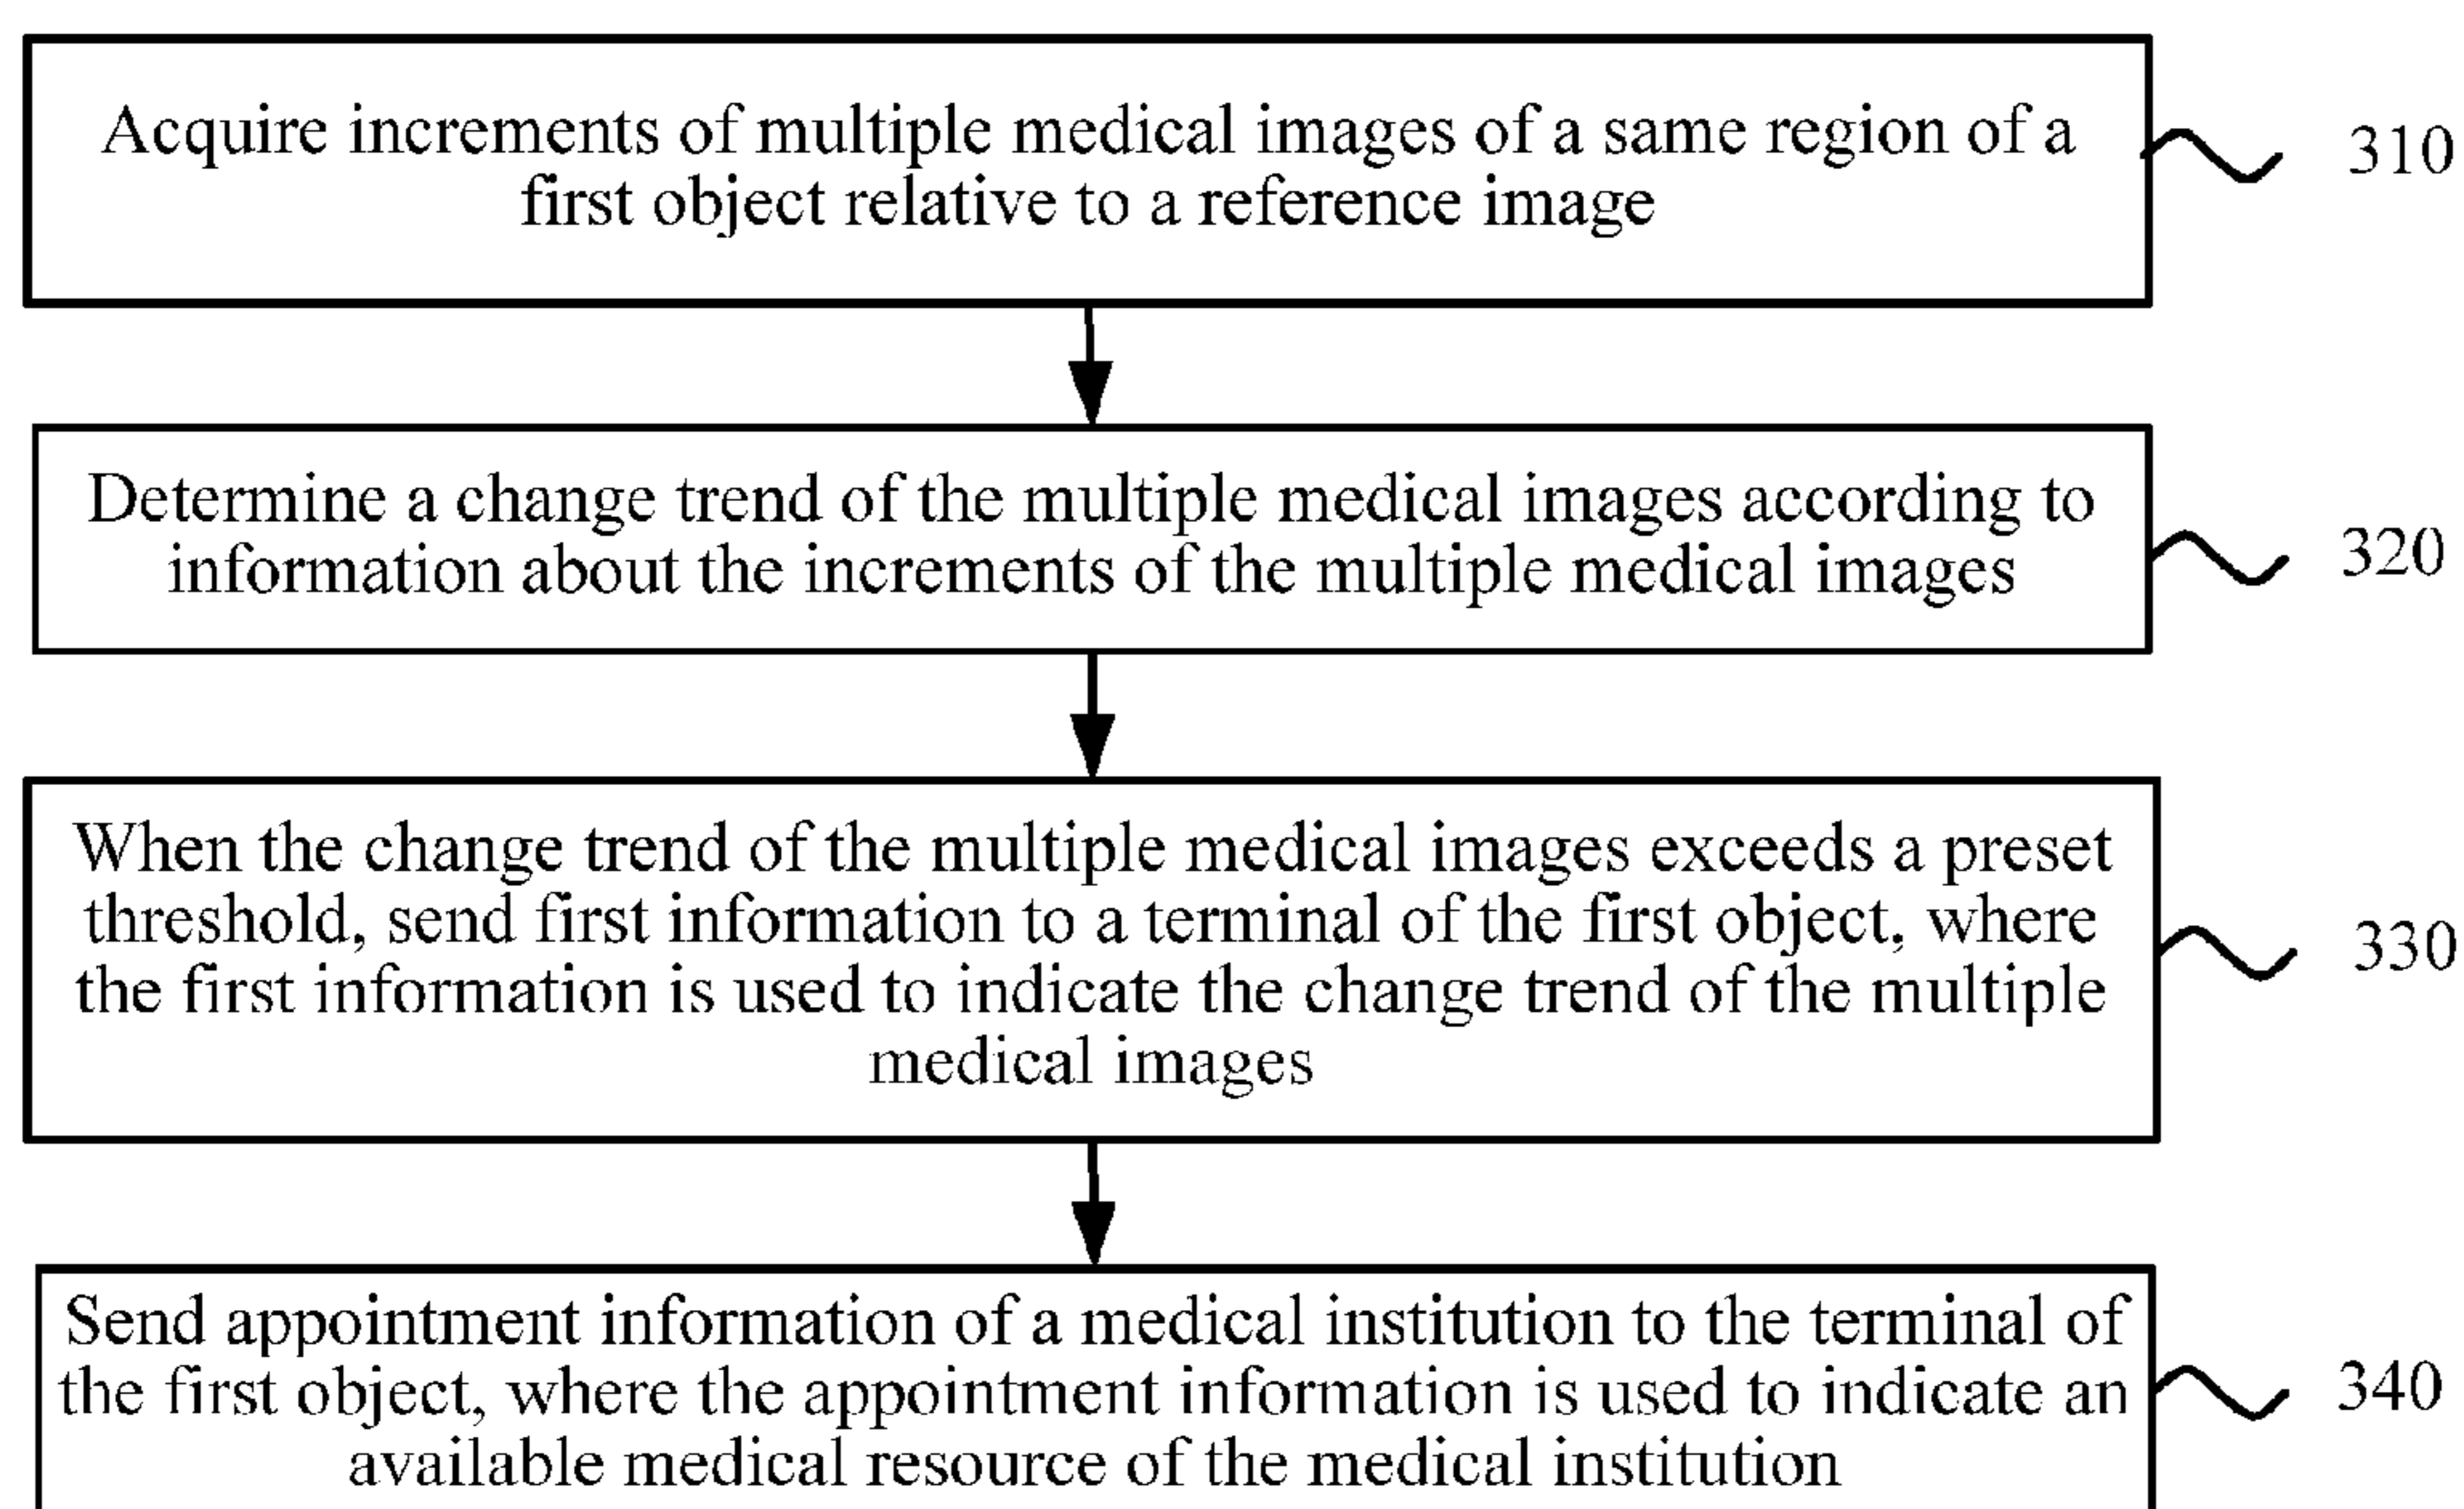 Acquire increments of multiple medical images of a same region of a
first object relative to a reference image
310
Determine a change trend of the multiple medical images according to
information about the increments of the multiple medical images
320
When the change trend of the multiple medical images exceeds a preset
threshold, send first information to a terminal of the first object, where
the first information is used to indicate the change trend of the multiple
medical images
330
Send appointment information of a medical institution to the terminal of
the first object, where the appointment information is used to indicate an
available medical resource of the medical institution
340